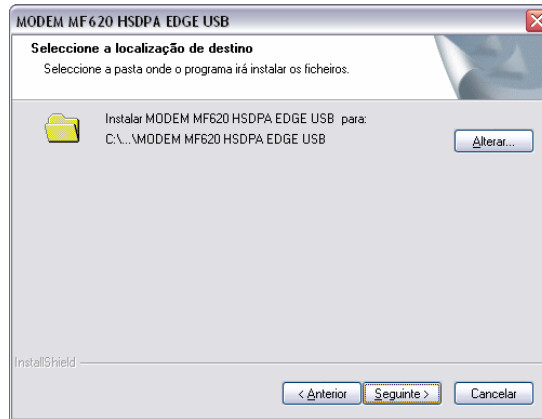 MODEM MF620 HSDPA EDGE USB
Seleccione a localização de destino
Seleccione a pasta onde o programa irá instalar os ficheiros.
Instalar MODEM MF620 HSDPA EDGE USB para:
C:\...\MODEM MF620 HSDPA EDGE USB
Alterar...
InstallShield
< Anterior
Seguinte >
Cancelar